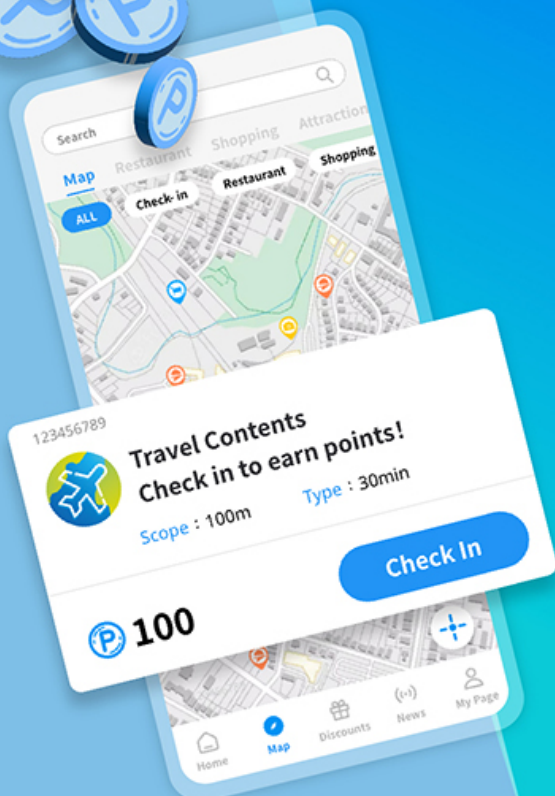 P
P
Search
Map Restaurant Shopping Attraction
ALL Check- in Restaurant Shopping
123456789
Travel Contents
Check in to earn points!
Scope : 100m Type : 30min
P 100
Check In
Home Map Discounts News My Page